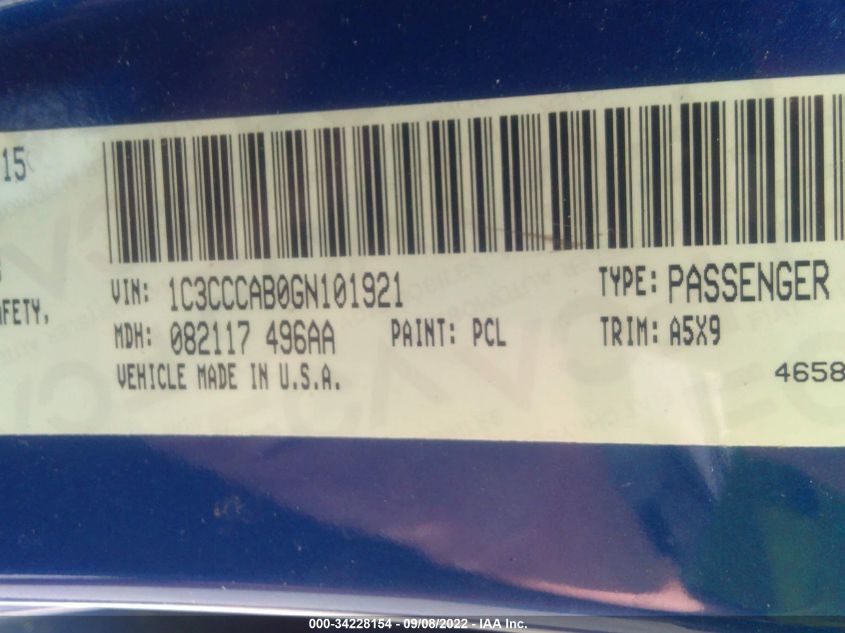 15
AFETY,
VIN: 1C3CCCAB0GN101921 TYPE: PASSENGER
MDH: 082117 496AA PAINT: PCL TRIM: A5X9
VEHICLE MADE IN U.S.A.
4658
000-34228154 - 09/08/2022 - IAA Inc.